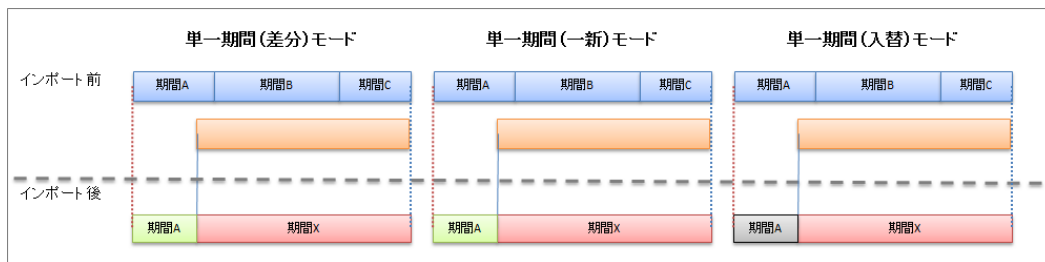 単一期間(差分)モード 単一期間(一新)モード 単一期間(入替)モード
インポート前 期間A 期間B 期間C 期間A 期間B 期間C 期間A 期間B 期間C
インポート後
期間A 期間X 期間A 期間X 期間A 期間X